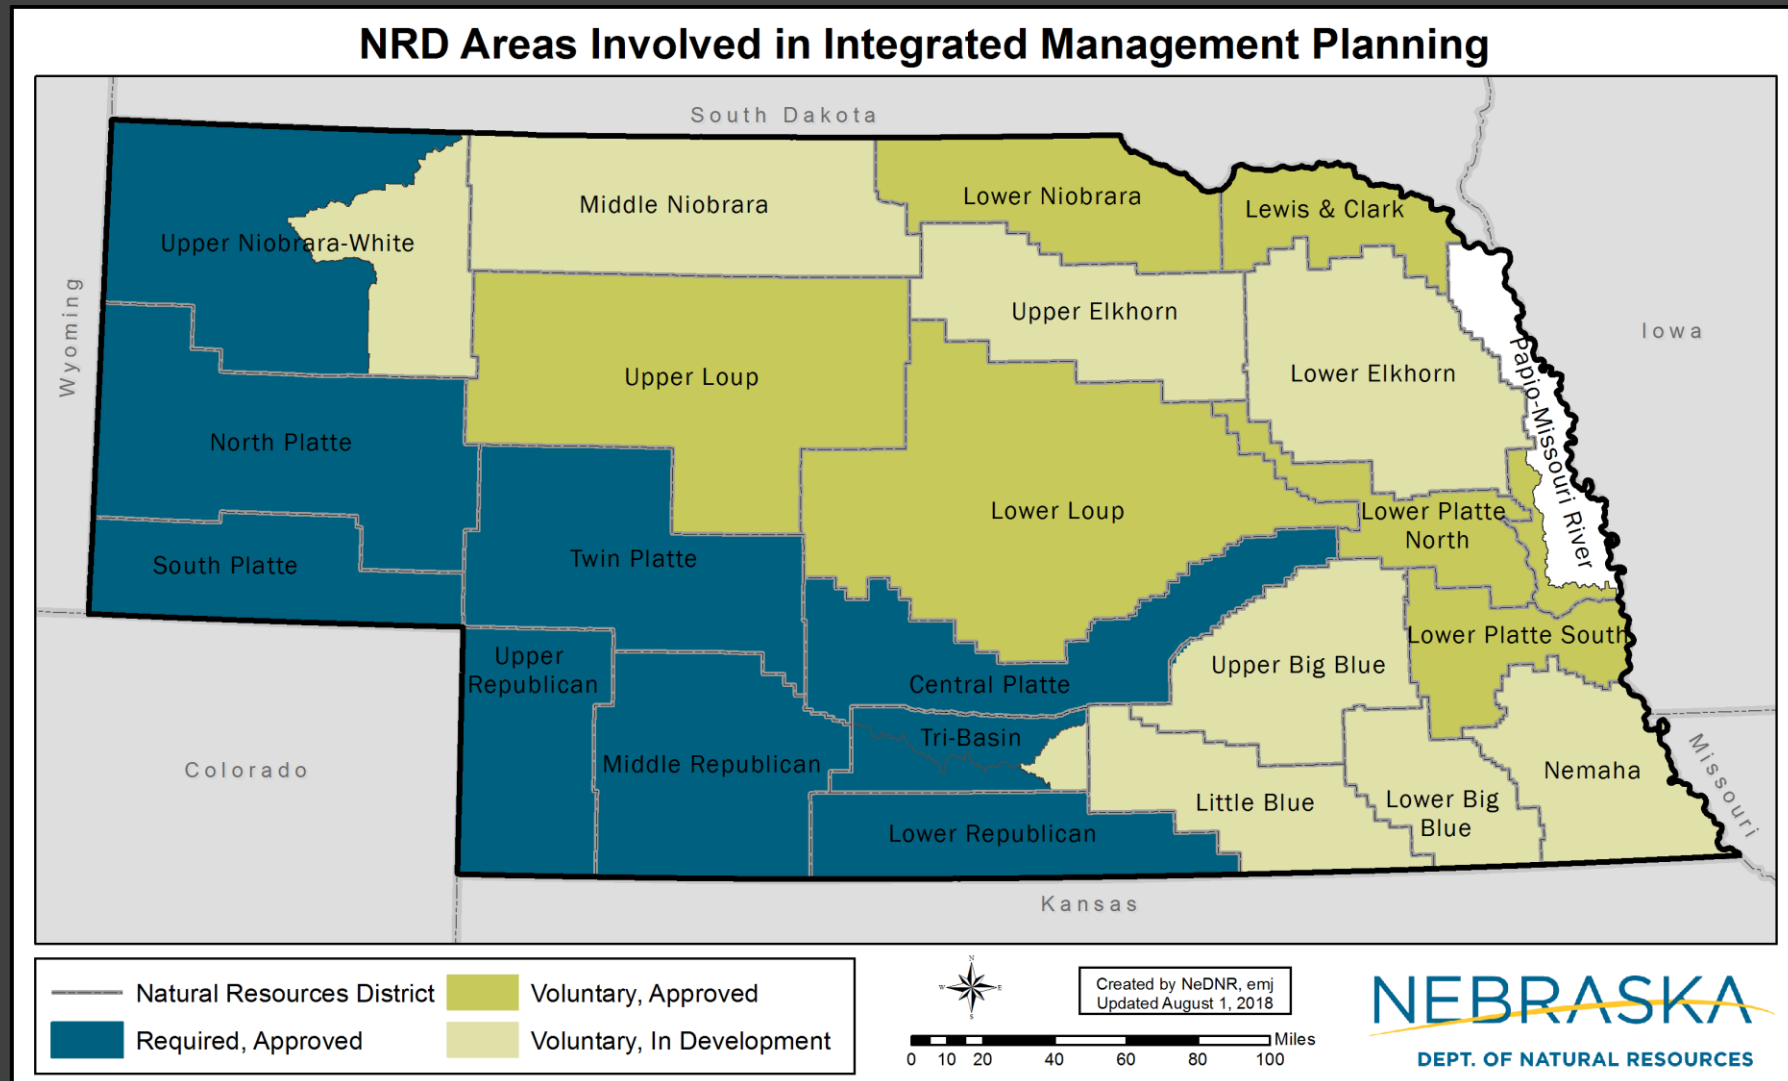 NRD Areas Involved in Integrated Management Planning
South Dakota
Middle Niobrara
Lower Niobrara
Lewis & Clark
Upper Niobrara-White
Wyoming
Upper Elkhorn
Iowa
Upper Loup
Lower Elkhorn
Papio-Missouri River
North Platte
Lower Loup
Lower Platte
North
South Platte
Twin Platte
Lower Platte South
Upper
Republican
Central Platte
Upper Big Blue
Tri-Basin
Middle Republican
Colorado
Nemaha
Missouri
Little Blue
Lower Big
Blue
Lower Republican
Kansas
Natural Resources District
Voluntary, Approved
Required, Approved
Voluntary, In Development
N
W
E
S
Created by NeDNR, emj
Updated August 1, 2018
Miles
0 10 20 40 60 80 100
NEBRASKA
DEPT. OF NATURAL RESOURCES